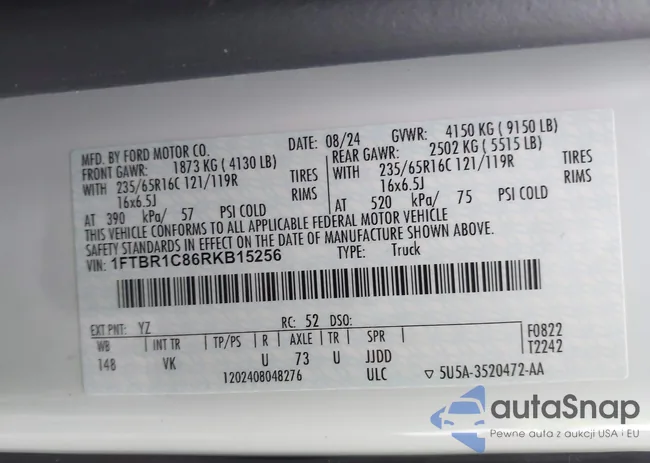 MFD. BY FORD MOTOR CO.
DATE: 08/24 GVWR: 4150 KG ( 9150 LB)
FRONT GAWR: 1873 KG ( 4130 LB) REAR GAWR: 2502 KG ( 5515 LB)
WITH 235/65R16C 121/119R TIRES WITH 235/65R16C 121/119R TIRES
16x6.5J RIMS 16x6.5J RIMS
AT 390 kPa/ 57 PSI COLD AT 520 kPa/ 75 PSI COLD
THIS VEHICLE CONFORMS TO ALL APPLICABLE FEDERAL MOTOR VEHICLE
SAFETY STANDARDS IN EFFECT ON THE DATE OF MANUFACTURE SHOWN ABOVE.
VIN: 1FTBR1C86RKB15256 TYPE: Truck
EXT PNT: YZ RC: 52 DSO:
WB INT TR TP/PS R AXLE TR SPR F0822
148 VK U 73 U JJDD T2242
1202408048276 ULC ▽ 5U5A-3520472-AA
autaSnap
Pewne auta z aukcji USA i EU